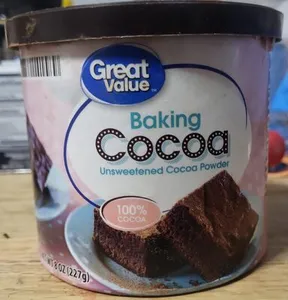 Great
Value
Baking
Cocoa
Unsweetened Cocoa Powder
100%
COCOA
8 OZ (227g)